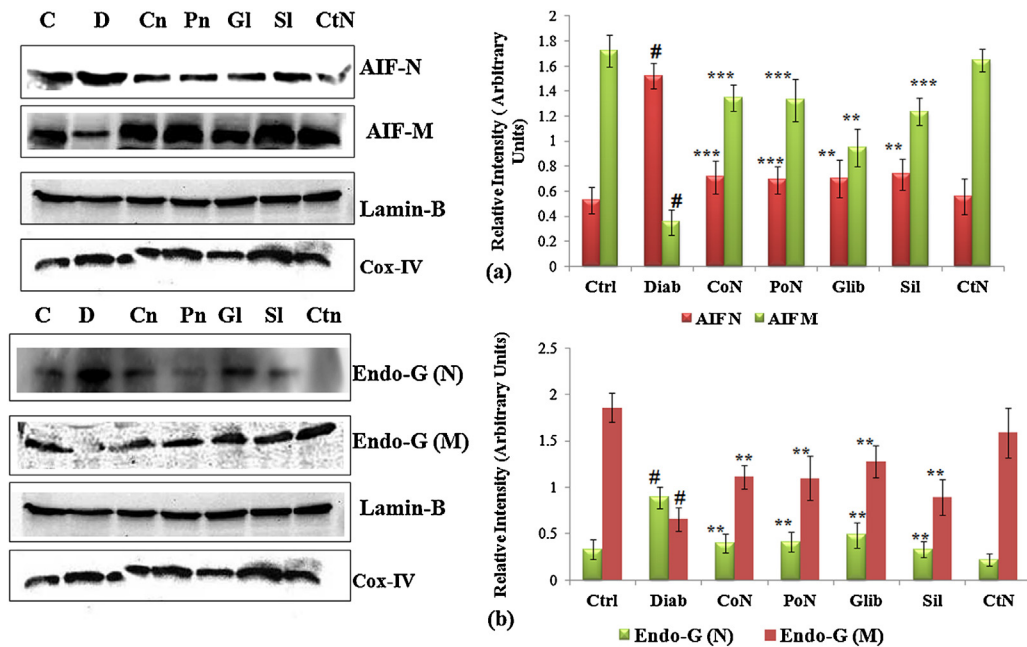 C D Cn Pn Gl Sl CtN
AIF-N
AIF-M
Lamin-B
Cox-IV
Relative Intensity ( Arbitrary
Units)
2
1.8
1.6
1.4
1.2
1
0.8
0.6
0.4
0.2
0
#
#
***
***
***
***
**
**
***
**
Ctrl Diab CoN PoN Glib Sil CtN
(a)
AIF N AIF M
C D Cn Pn Gl Sl Ctn
Endo-G (N)
Endo-G (M)
Lamin-B
Cox-IV
Relative Intensity (Arbitrary Units)
2.5
2
1.5
1
0.5
0
# #
**
**
**
**
**
**
**
**
Ctrl Diab CoN PoN Glib Sil CtN
(b)
Endo-G (N) Endo-G (M)